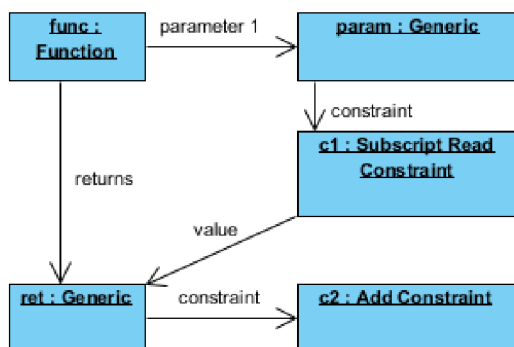 func :
Function
parameter 1
param : Generic
constraint
c1 : Subscript Read
Constraint
returns
value
ret : Generic
constraint
c2 : Add Constraint